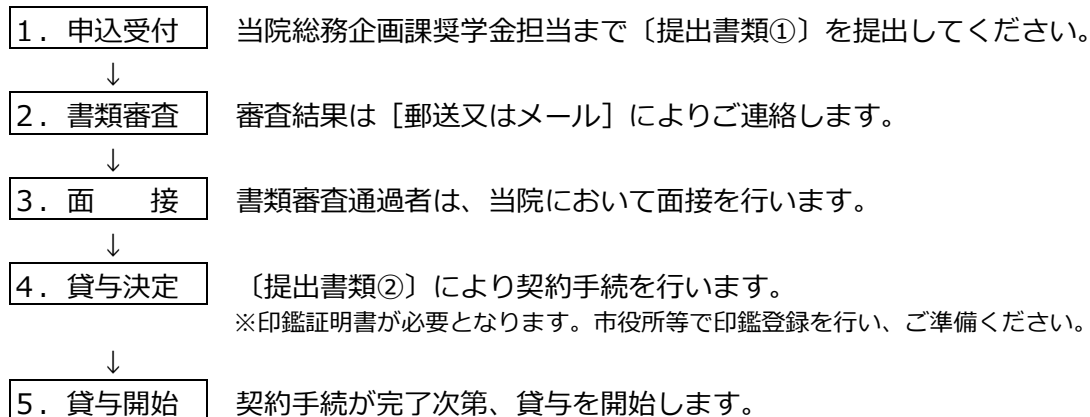 1．申込受付　当院総務企画課奨学金担当まで〔提出書類①〕を提出してください。
↓
2．書類審査　審査結果は［郵送又はメール］によりご連絡します。
↓
3．面　　接　書類審査通過者は、当院において面接を行います。
↓
4．貸与決定　〔提出書類②〕により契約手続を行います。
※印鑑証明書が必要となります。市役所等で印鑑登録を行い、ご準備ください。
↓
5．貸与開始　契約手続が完了次第、貸与を開始します。